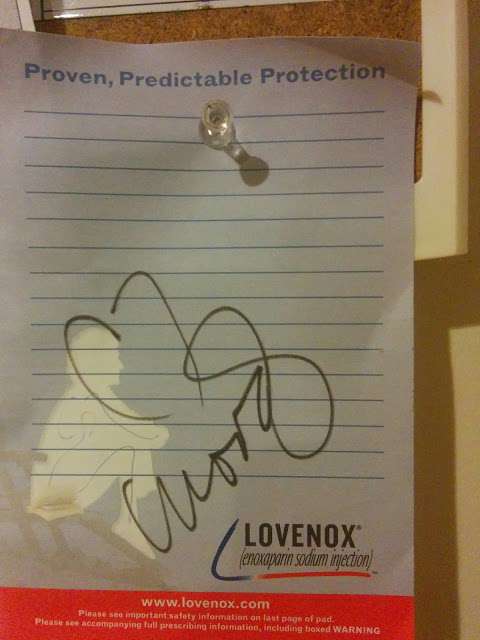 Proven, Predictable Protection
LOVENOX®
(enoxaparin sodium injection)™
www.lovenox.com
Please see important safety information on last page of pad.
Please see accompanying full prescribing information, including boxed WARNING